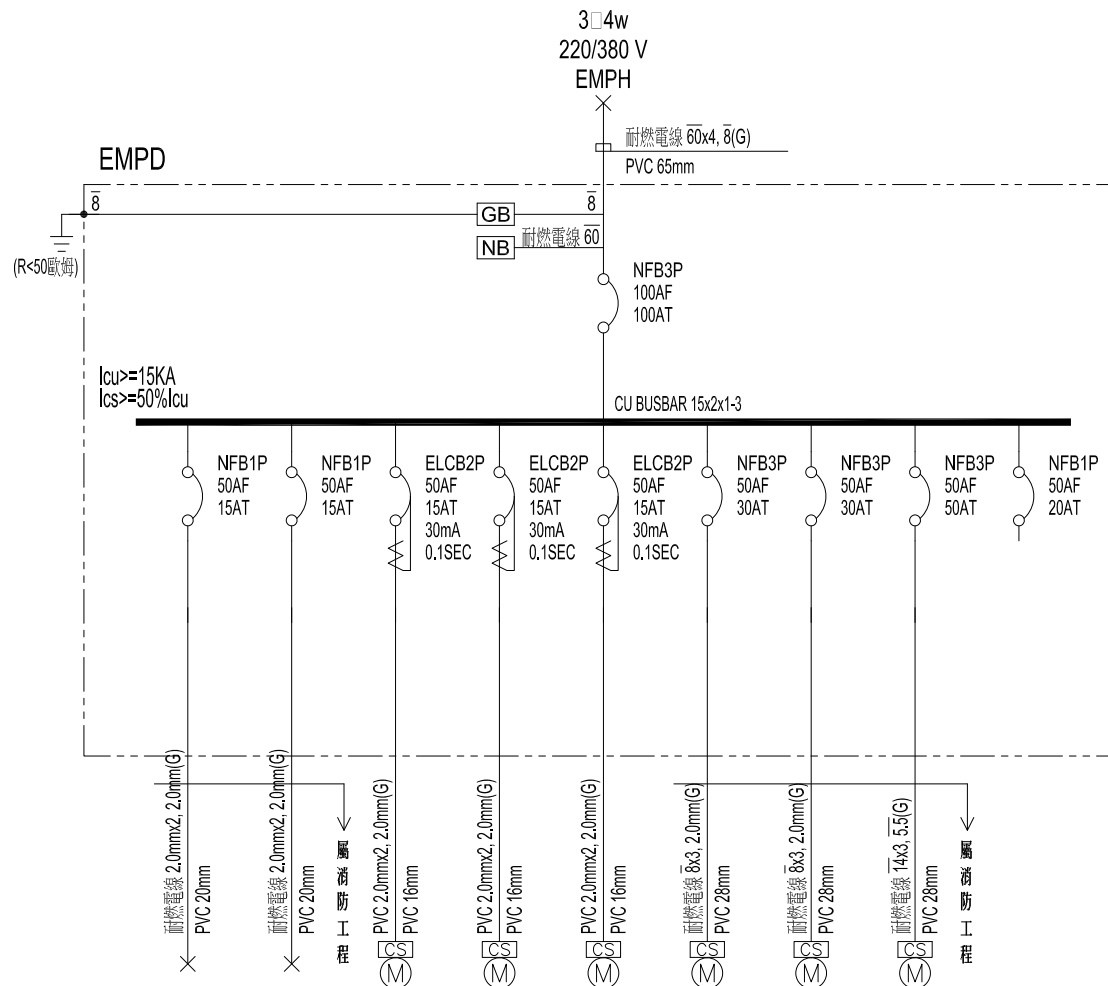 3□4w
220/380 V
EMPH
耐燃電線 60x4, 8(G)
PVC 65mm
EMPD
8
GB
8
NB
耐燃電線 60
(R<50歐姆)
NFB3P
100AF
100AT
Icu>=15KA
Ics>=50%Icu
CU BUSBAR 15x2x1-3
NFB1P
50AF
15AT
NFB1P
50AF
15AT
ELCB2P
50AF
15AT
30mA
0.1SEC
ELCB2P
50AF
15AT
30mA
0.1SEC
ELCB2P
50AF
15AT
30mA
0.1SEC
NFB3P
50AF
30AT
NFB3P
50AF
30AT
NFB3P
50AF
50AT
NFB1P
50AF
20AT
耐燃電線 2.0mmx2, 2.0mm(G)
PVC 20mm
耐燃電線 2.0mmx2, 2.0mm(G)
PVC 20mm
屬消防工程
PVC 2.0mmx2, 2.0mm(G)
PVC 16mm
PVC 2.0mmx2, 2.0mm(G)
PVC 16mm
PVC 2.0mmx2, 2.0mm(G)
PVC 16mm
耐燃電線 8x3, 2.0mm(G)
PVC 28mm
耐燃電線 8x3, 2.0mm(G)
PVC 28mm
耐燃電線 14x3, 5.5(G)
PVC 28mm
屬消防工程
CS
M
CS
M
CS
M
CS
M
CS
M
CS
M